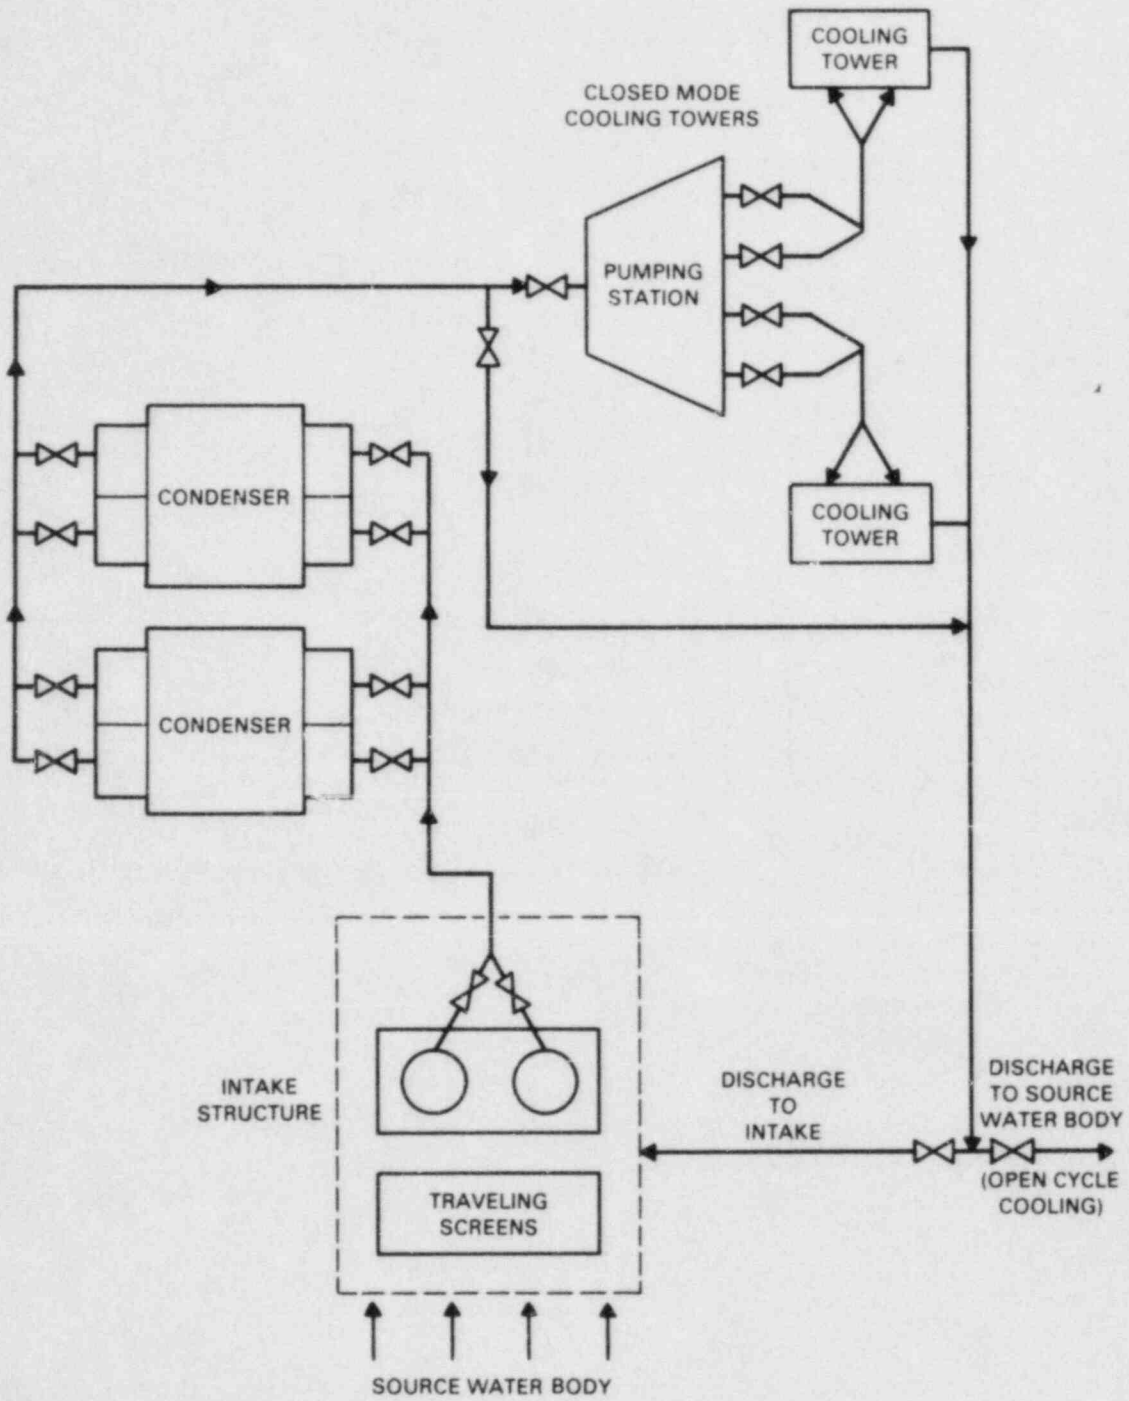 COOLING
TOWER
CLOSED MODE
COOLING TOWERS
PUMPING
STATION
CONDENSER
COOLING
TOWER
CONDENSER
INTAKE
STRUCTURE
DISCHARGE
TO
INTAKE
DISCHARGE
TO SOURCE
WATER BODY
(OPEN CYCLE
COOLING)
TRAVELING
SCREENS
SOURCE WATER BODY